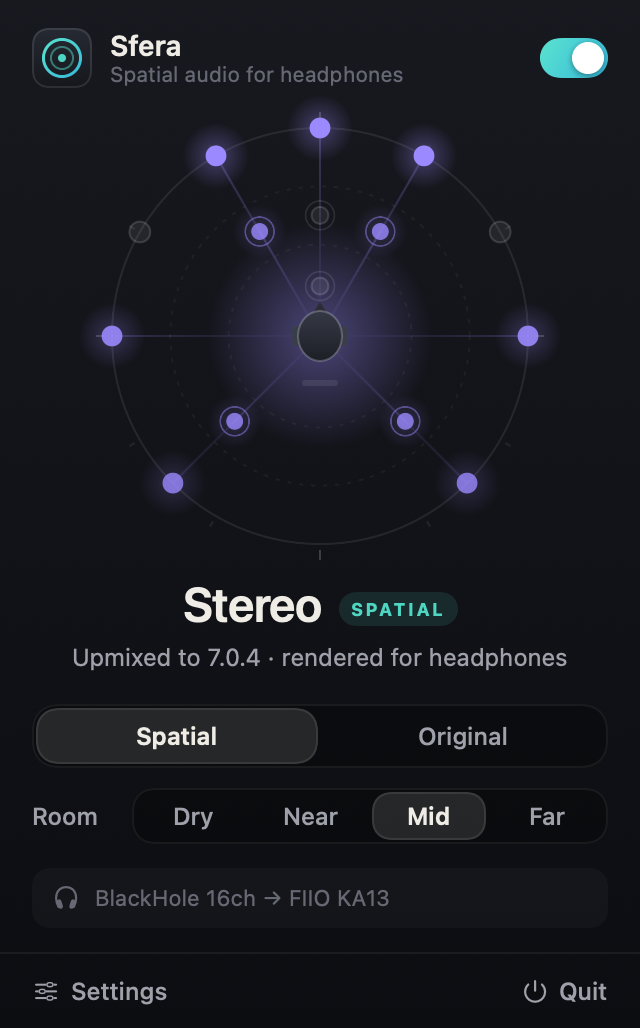 Sfera
Spatial audio for headphones
Stereo SPATIAL
Upmixed to 7.0.4 · rendered for headphones
Spatial Original
Room Dry Near Mid Far
BlackHole 16ch → FIIO KA13
Settings Quit